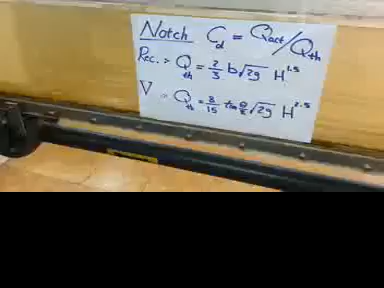 Notch Cd = Qact/Qth
Rec. :- Qth = 2/3 b√2g H^1.5
V :- Qth = 8/15 tan θ/2 √2g H^2.5